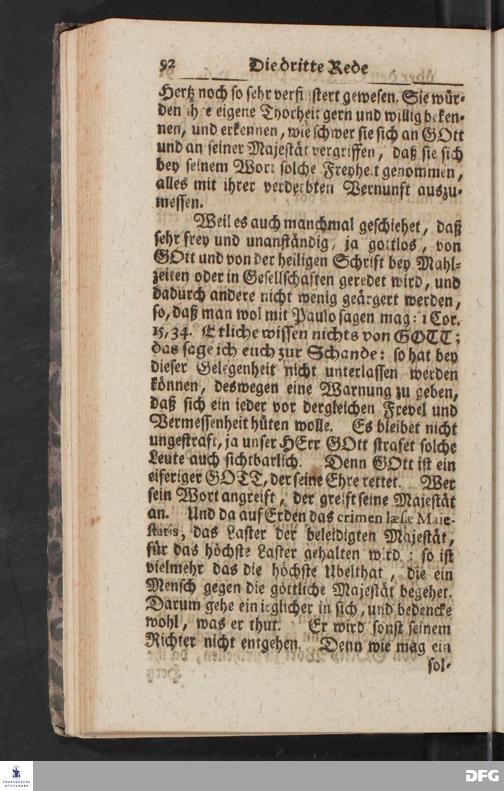 92 Die dritte Rede
Hertz noch so sehr verfinstert gewesen. Sie wür-
den ihre eigene Thorheit gern und willig beken-
nen, und erkennen, wie schwer sie sich an GOtt
und an seiner Majestät vergriffen, daß sie sich
bey seinem Wort solche Freyheit genommen,
alles mit ihrer verderbten Vernunft auszu-
messen.
Weil es auch manchmal geschiehet, daß
sehr frey und unanständig, ja gottlos, von
GOtt und von der heiligen Schrift bey Mahl-
zeiten oder in Gesellschaften geredet wird, und
dadurch andere nicht wenig geärgert werden,
so, daß man wol mit Paulo sagen mag: 1 Cor.
15, 34. Etliche wissen nichts von GOTT;
das sage ich euch zur Schande: so hat bey
dieser Gelegenheit nicht unterlassen werden
können, deswegen eine Warnung zu geben,
daß sich ein ieder vor dergleichen Frevel und
Vermessenheit hüten wolle. Es bleibet nicht
ungestraft, ja unser HErr GOtt strafet solche
Leute auch sichtbarlich. Denn GOtt ist ein
eiferiger GOTT, der seine Ehre rettet. Wer
sein Wort angreift, der greift seine Majestät
an. Und da auf Erden das crimen læsæ Maie-
statis, das Laster der beleidigten Majestät,
für das höchste Laster gehalten wird; so ist
vielmehr das die höchste Ubelthat, die ein
Mensch gegen die göttliche Majestät begehet.
Darum gehe ein ieglicher in sich, und bedencke
wohl, was er thut. Er wird sonst seinem
Richter nicht entgehen. Denn wie mag ein
sol-
FRANCKESCHE
STIFTUNGEN
DFG